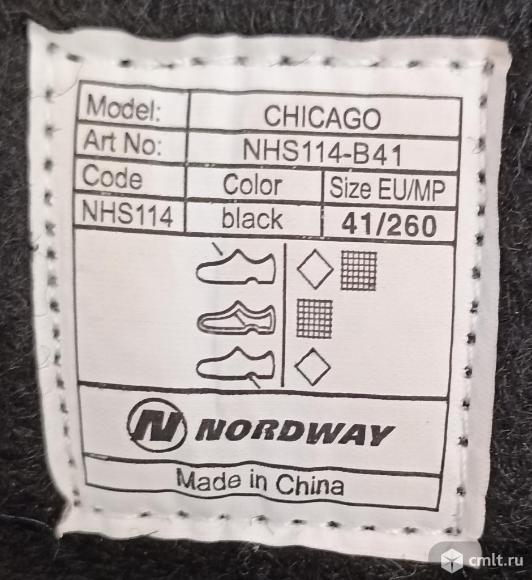 Model: CHICAGO
Art No: NHS114-B41
Code Color Size EU/MP
NHS114 black 41/260
N NORDWAY
Made in China
cmlt.ru